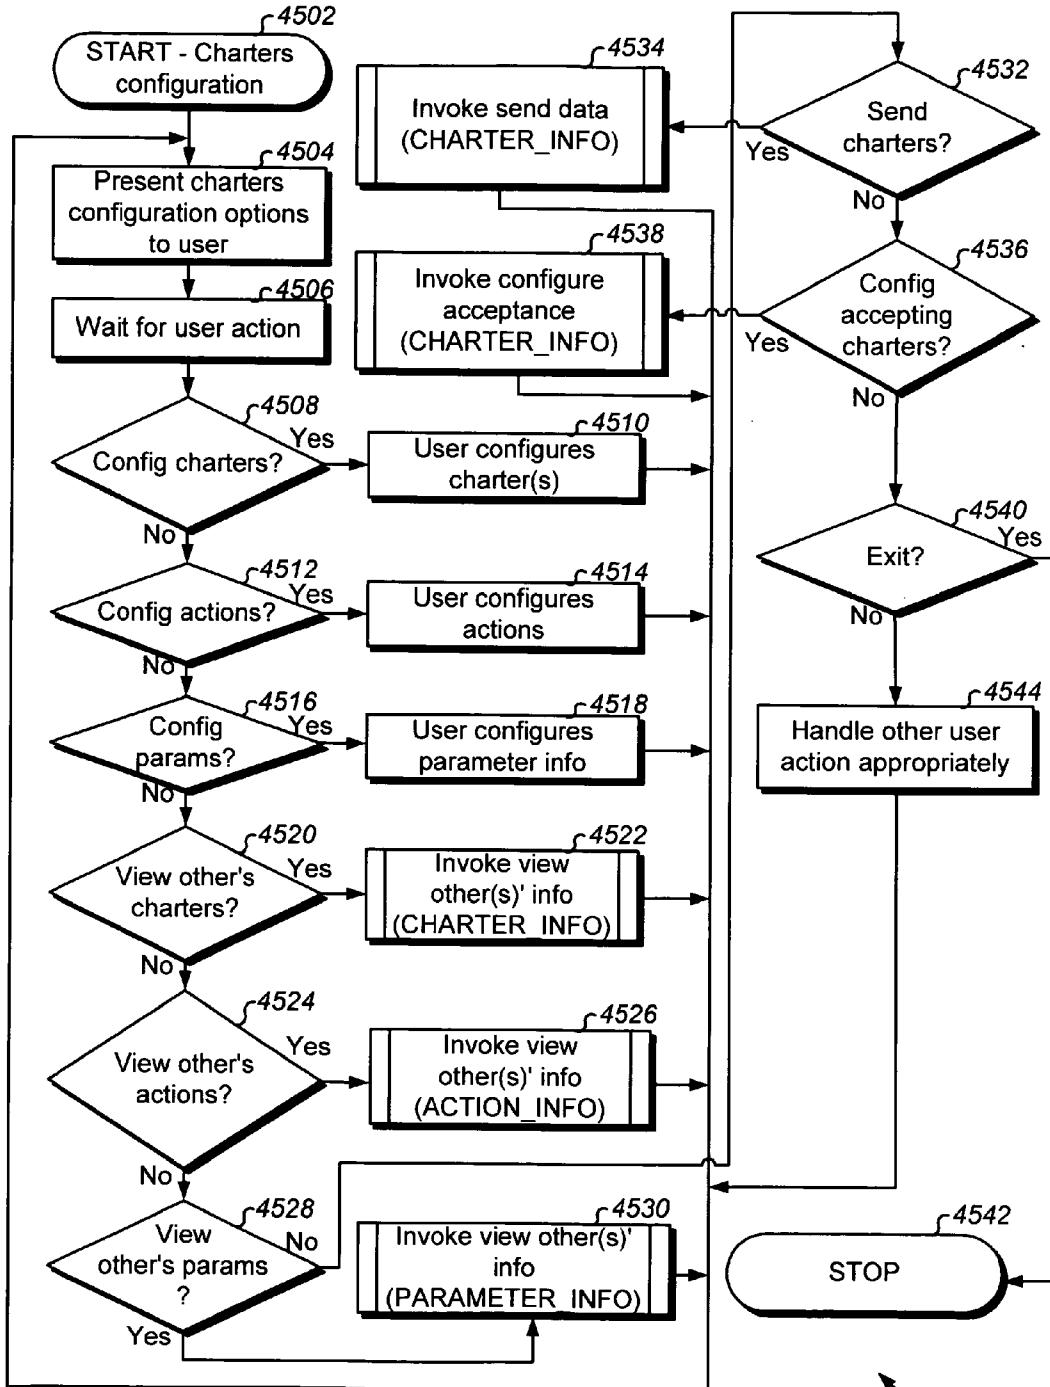 4502
START - Charters
configuration
4504
Present charters
configuration options
to user
4506
Wait for user action
4508
Config charters?
Yes
No
4510
User configures
charter(s)
4512
Config actions?
Yes
No
4514
User configures
actions
4516
Config
params?
Yes
No
4518
User configures
parameter info
4520
View other's
charters?
Yes
No
4522
Invoke view
other(s)' info
(CHARTER_INFO)
4524
View other's
actions?
Yes
No
4526
Invoke view
other(s)' info
(ACTION_INFO)
4528
View
other's params
?
No
Yes
4530
Invoke view other(s)'
info
(PARAMETER_INFO)
4532
Send
charters?
Yes
No
4534
Invoke send data
(CHARTER_INFO)
4536
Config
accepting
charters?
Yes
No
4538
Invoke configure
acceptance
(CHARTER_INFO)
4540
Exit?
Yes
No
4544
Handle other user
action appropriately
4542
STOP